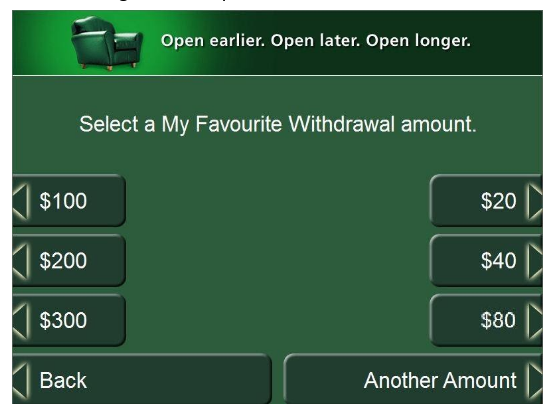 Open earlier. Open later. Open longer.
Select a My Favourite Withdrawal amount.
$100
$20
$200
$40
$300
$80
Back
Another Amount